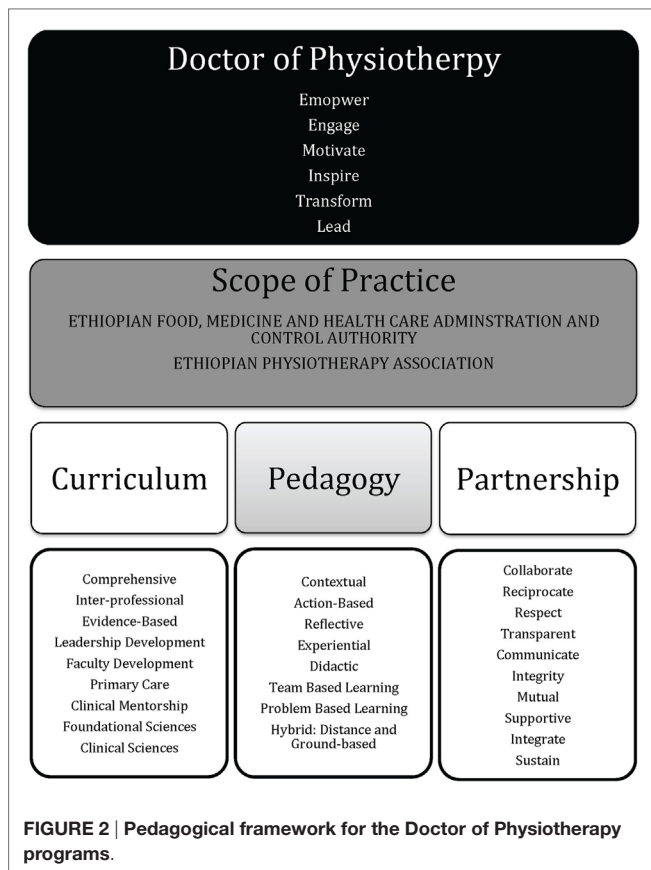 Doctor of Physiotherpy
Emopwer
Engage
Motivate
Inspire
Transform
Lead
Scope of Practice
ETHIOPIAN FOOD, MEDICINE AND HEALTH CARE ADMINSTRATION AND
CONTROL AUTHORITY
ETHIOPIAN PHYSIOTHERAPY ASSOCIATION
Curriculum
Pedagogy
Partnership
Comprehensive
Inter-professional
Evidence-Based
Leadership Development
Faculty Development
Primary Care
Clinical Mentorship
Foundational Sciences
Clinical Sciences
Contextual
Action-Based
Reflective
Experiential
Didactic
Team Based Learning
Problem Based Learning
Hybrid: Distance and
Ground-based
Collaborate
Reciprocate
Respect
Transparent
Communicate
Integrity
Mutual
Supportive
Integrate
Sustain
FIGURE 2 | Pedagogical framework for the Doctor of Physiotherapy
programs.